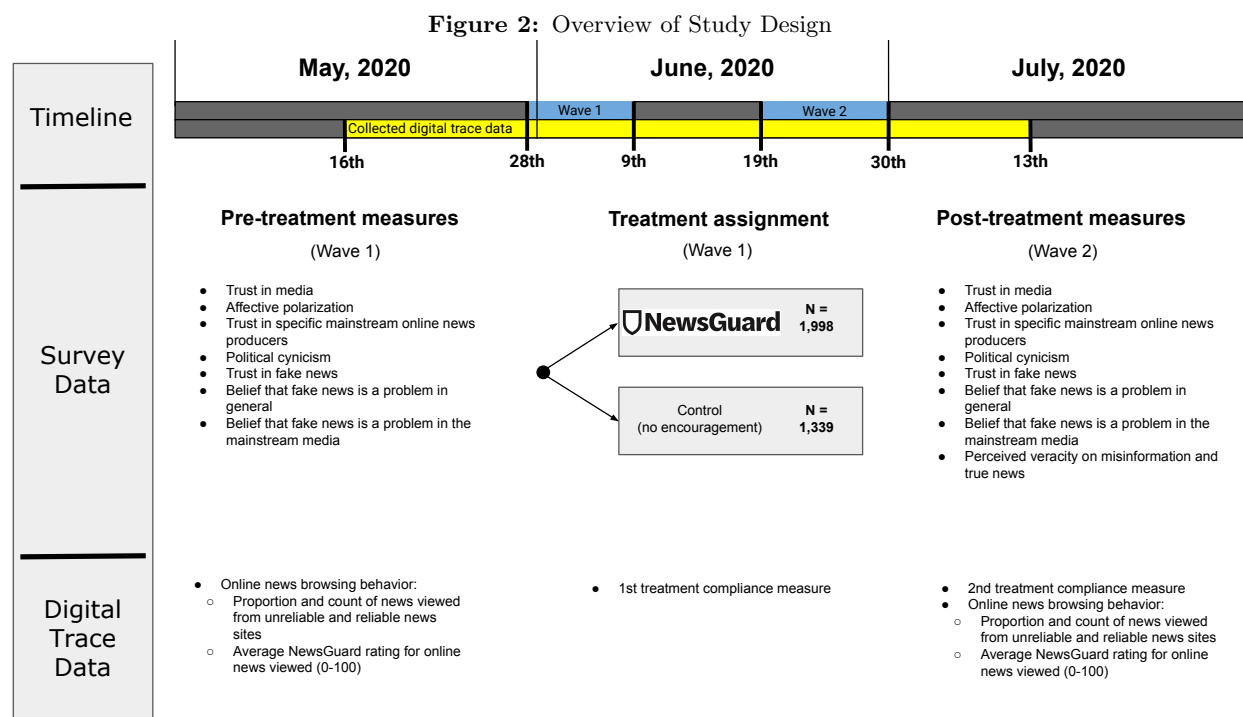 Figure 2: Overview of Study Design
May, 2020
June, 2020
July, 2020
Timeline
Wave 1
Wave 2
Collected digital trace data
16th
28th
9th
19th
30th
13th
Survey
Data
Pre-treatment measures
(Wave 1)
● Trust in media
● Affective polarization
● Trust in specific mainstream online news
producers
● Political cynicism
● Trust in fake news
● Belief that fake news is a problem in
general
● Belief that fake news is a problem in the
mainstream media
Treatment assignment
(Wave 1)
NewsGuard
N =
1,998
Control
(no encouragement)
N =
1,339
Post-treatment measures
(Wave 2)
● Trust in media
● Affective polarization
● Trust in specific mainstream online news
producers
● Political cynicism
● Trust in fake news
● Belief that fake news is a problem in
general
● Belief that fake news is a problem in the
mainstream media
● Perceived veracity on misinformation and
true news
Digital
Trace
Data
● Online news browsing behavior:
○ Proportion and count of news viewed
from unreliable and reliable news
sites
○ Average NewsGuard rating for online
news viewed (0-100)
● 1st treatment compliance measure
● 2nd treatment compliance measure
● Online news browsing behavior:
○ Proportion and count of news viewed
from unreliable and reliable news sites
○ Average NewsGuard rating for online
news viewed (0-100)